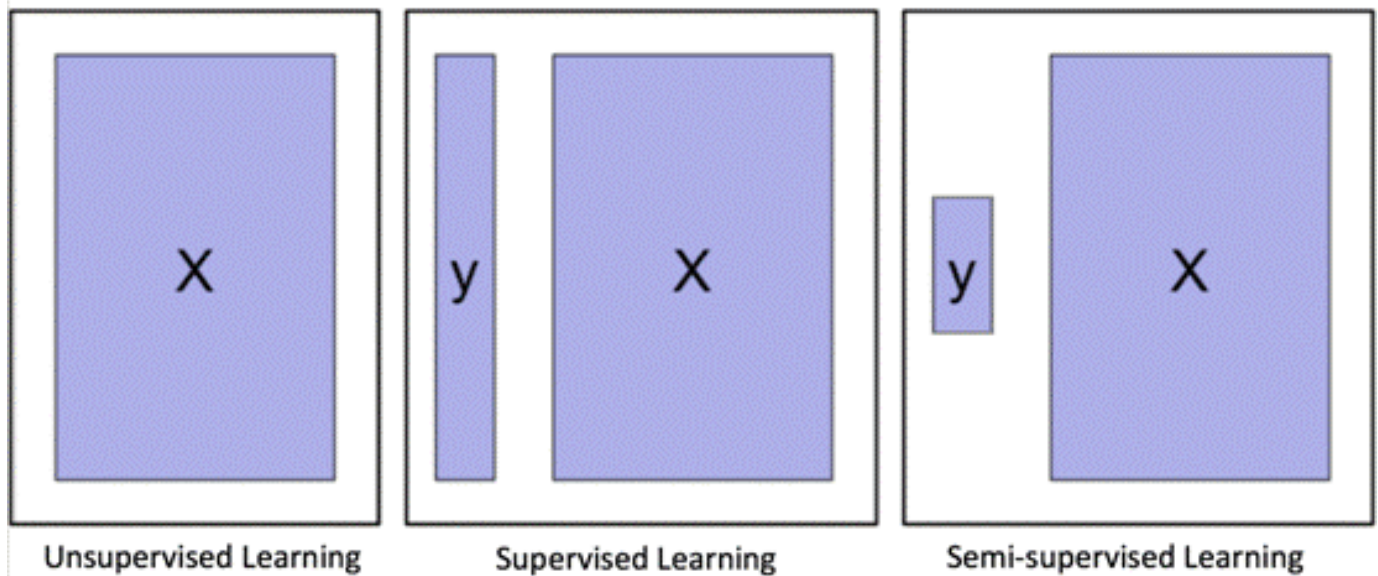 X
y
X
y
X
Unsupervised Learning
Supervised Learning
Semi-supervised Learning